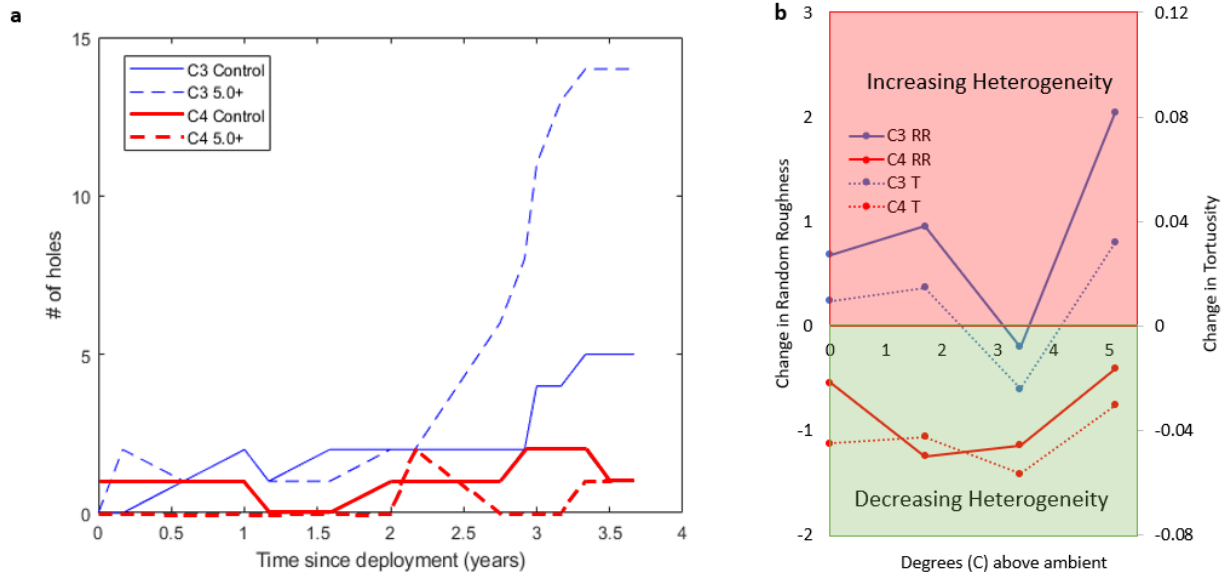 a
15
10
5
0
# of holes
C3 Control
C3 5.0+
C4 Control
C4 5.0+
0 0.5 1 1.5 2 2.5 3 3.5 4
Time since deployment (years)
b
3
2
1
0
-1
-2
Change in Random Roughness
Increasing Heterogeneity
C3 RR
C4 RR
C3 T
C4 T
0 1 2 3 4 5
Decreasing Heterogeneity
0.12
0.08
0.04
0
-0.04
-0.08
Change in Tortuosity
Degrees (C) above ambient